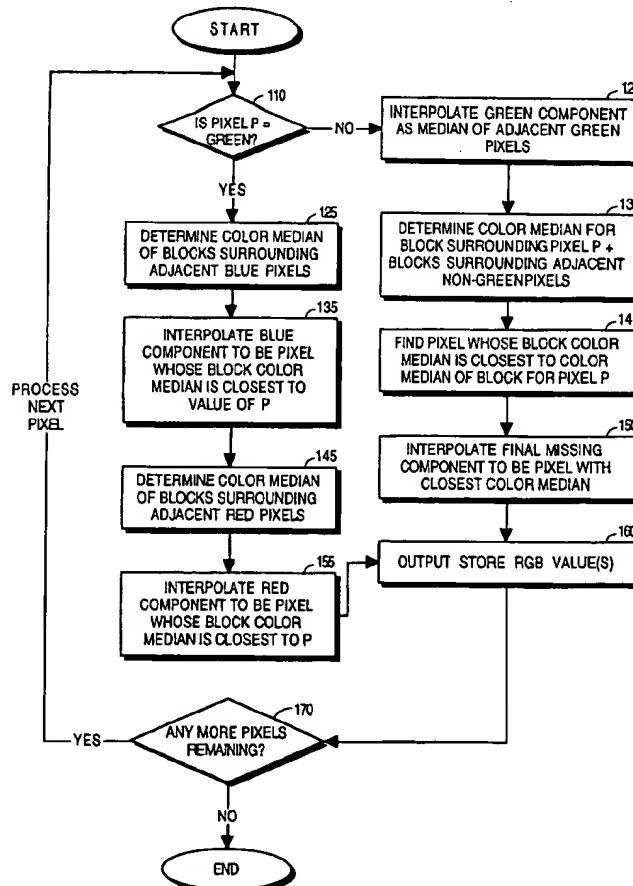 START
110
IS PIXEL P =
GREEN?
NO
YES
INTERPOLATE GREEN COMPONENT
AS MEDIAN OF ADJACENT GREEN
PIXELS
125
DETERMINE COLOR MEDIAN
OF BLOCKS SURROUNDING
ADJACENT BLUE PIXELS
DETERMINE COLOR MEDIAN FOR
BLOCK SURROUNDING PIXEL P +
BLOCKS SURROUNDING ADJACENT
NON-GREENPIXELS
135
INTERPOLATE BLUE
COMPONENT TO BE PIXEL
WHOSE BLOCK COLOR
MEDIAN IS CLOSEST TO
VALUE OF P
FIND PIXEL WHOSE BLOCK COLOR
MEDIAN IS CLOSEST TO COLOR
MEDIAN OF BLOCK FOR PIXEL P
PROCESS
NEXT
PIXEL
145
DETERMINE COLOR MEDIAN
OF BLOCKS SURROUNDING
ADJACENT RED PIXELS
150
INTERPOLATE FINAL MISSING
COMPONENT TO BE PIXEL WITH
CLOSEST COLOR MEDIAN
155
INTERPOLATE RED
COMPONENT TO BE PIXEL
WHOSE BLOCK COLOR
MEDIAN IS CLOSEST TO P
160
OUTPUT STORE RGB VALUE(S)
170
ANY MORE PIXELS
REMAINING?
YES
NO
END